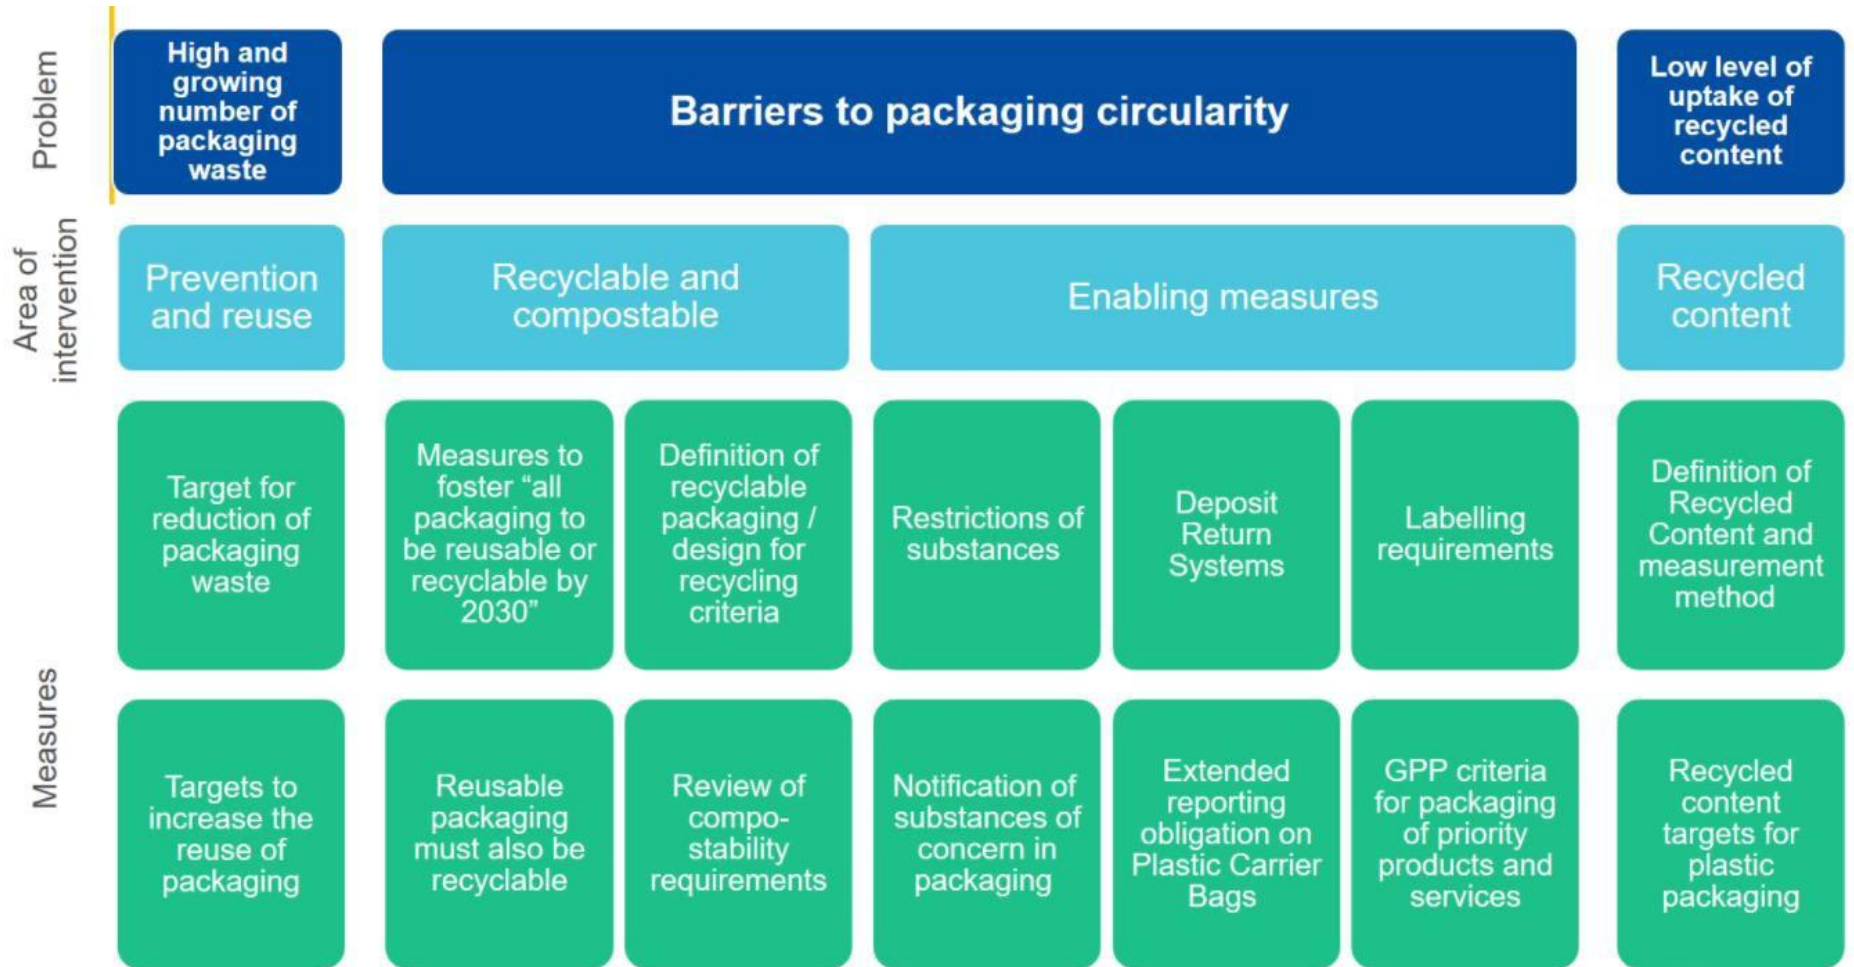 Problem
High and
growing
number of
packaging
waste
Barriers to packaging circularity
Low level of
uptake of
recycled
content
Area of
intervention
Prevention
and reuse
Recyclable and
compostable
Enabling measures
Recycled
content
Measures
Target for
reduction of
packaging
waste
Measures to
foster “all
packaging to
be reusable or
recyclable by
2030”
Definition of
recyclable
packaging /
design for
recycling
criteria
Restrictions of
substances
Deposit
Return
Systems
Labelling
requirements
Definition of
Recycled
Content and
measurement
method
Targets to
increase the
reuse of
packaging
Reusable
packaging
must also be
recyclable
Review of
compo-
stability
requirements
Notification of
substances of
concern in
packaging
Extended
reporting
obligation on
Plastic Carrier
Bags
GPP criteria
for packaging
of priority
products and
services
Recycled
content
targets for
plastic
packaging